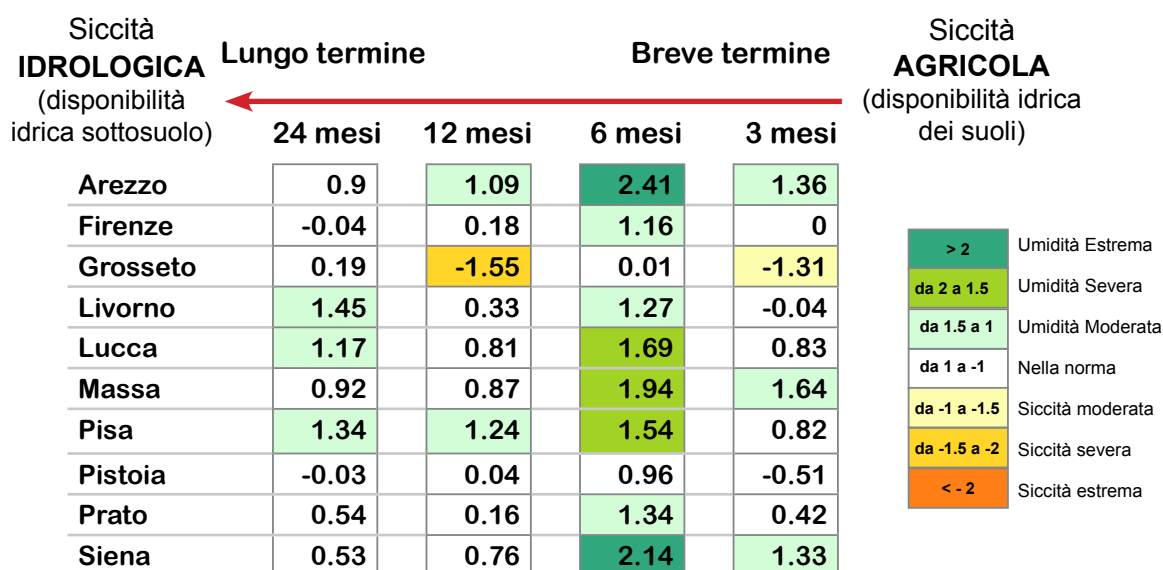 Siccità
IDROLOGICA
(disponibilità
idrica sottosuolo)
Lungo termine
Breve termine
Siccità
AGRICOLA
(disponibilità idrica
dei suoli)
24 mesi 12 mesi 6 mesi 3 mesi
Arezzo 0.9 1.09 2.41 1.36
Firenze -0.04 0.18 1.16 0
Grosseto 0.19 -1.55 0.01 -1.31
Livorno 1.45 0.33 1.27 -0.04
Lucca 1.17 0.81 1.69 0.83
Massa 0.92 0.87 1.94 1.64
Pisa 1.34 1.24 1.54 0.82
Pistoia -0.03 0.04 0.96 -0.51
Prato 0.54 0.16 1.34 0.42
Siena 0.53 0.76 2.14 1.33
> 2 Umidità Estrema
da 2 a 1.5 Umidità Severa
da 1.5 a 1 Umidità Moderata
da 1 a -1 Nella norma
da -1 a -1.5 Siccità moderata
da -1.5 a -2 Siccità severa
< - 2 Siccità estrema